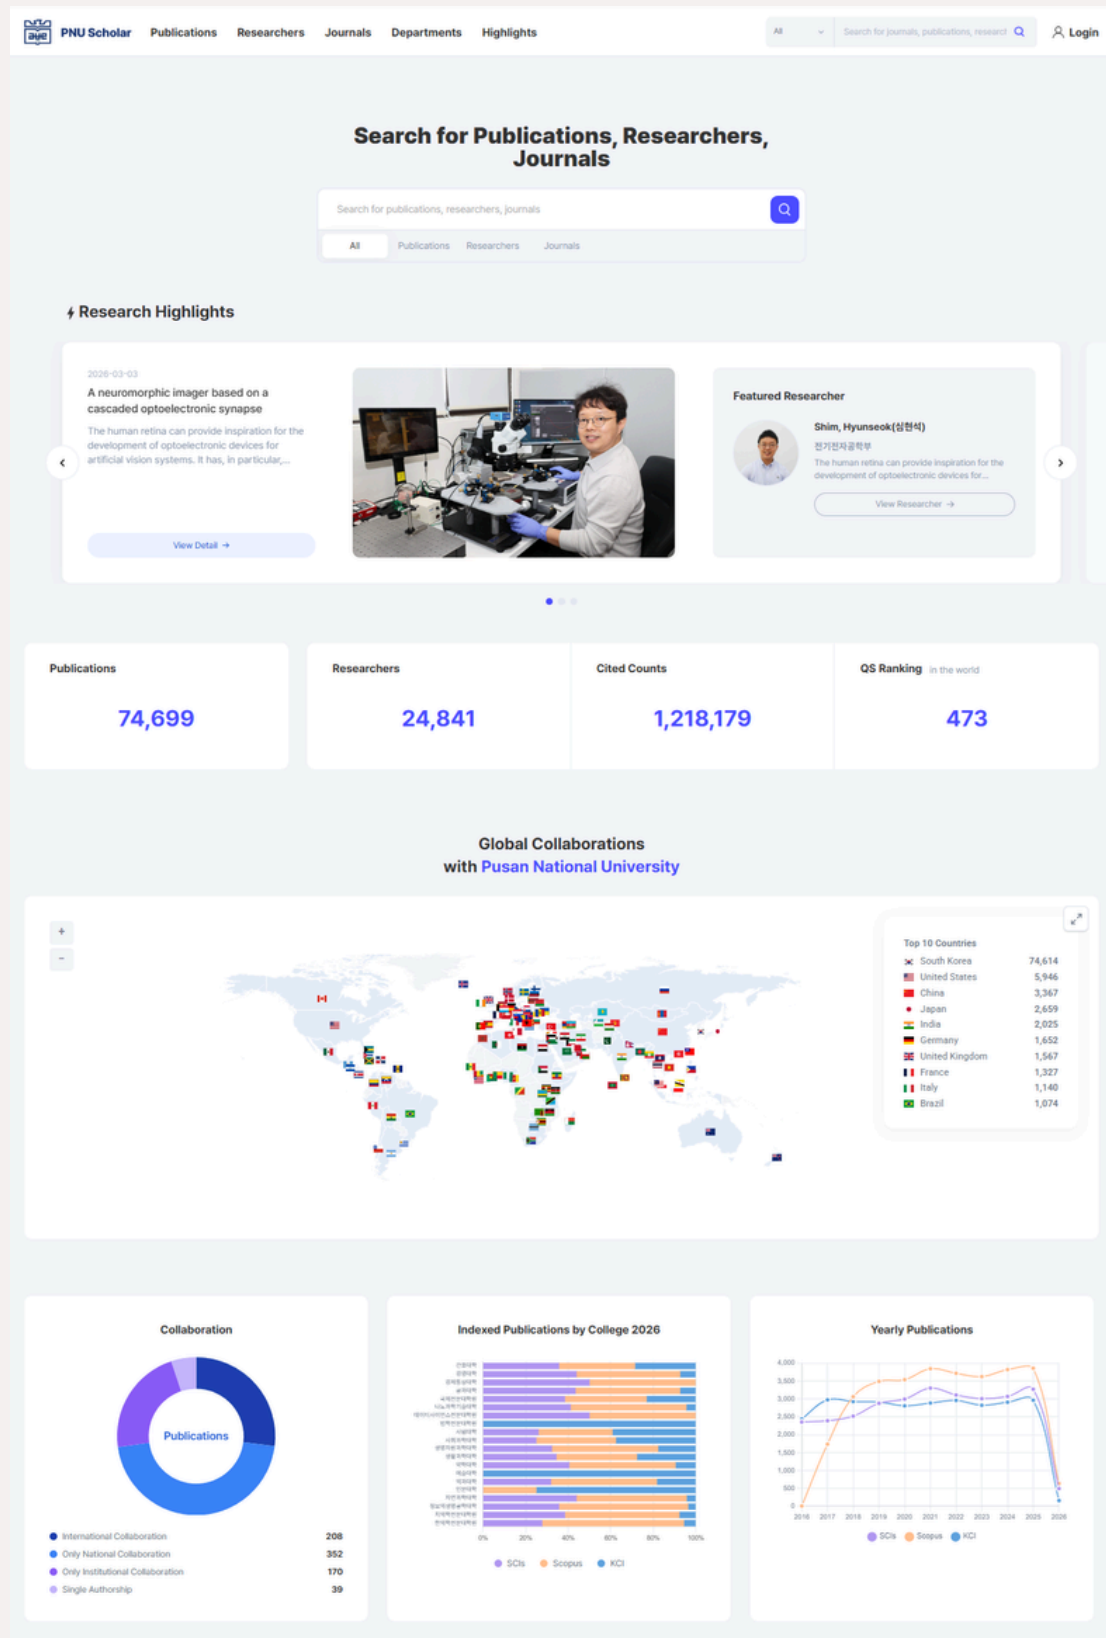 PNU Scholar Publications Researchers Journals Departments Highlights
All Search for journals, publications, researcl Login
Search for Publications, Researchers,
Journals
Search for publications, researchers, journals
All Publications Researchers Journals
Research Highlights
2026-03-03
A neuromorphic imager based on a
cascaded optoelectronic synapse
The human retina can provide inspiration for the
development of optoelectronic devices for
artificial vision systems. It has, in particular,...
View Detail →
Featured Researcher
Shim, Hyunseok(심현석)
전기전자공학부
The human retina can provide inspiration for the
development of optoelectronic devices for...
View Researcher →
Publications
74,699
Researchers
24,841
Cited Counts
1,218,179
QS Ranking in the world
473
Global Collaborations
with Pusan National University
+
-
Top 10 Countries
South Korea 74,614
United States 5,946
China 3,367
Japan 2,659
India 2,025
Germany 1,652
United Kingdom 1,567
France 1,327
Italy 1,140
Brazil 1,074
Collaboration
Publications
International Collaboration 208
Only National Collaboration 352
Only Institutional Collaboration 170
Single Authorship 39
Indexed Publications by College 2026
0% 20% 40% 60% 80% 100%
SCIs Scopus KCI
Yearly Publications
4,000
3,500
3,000
2,500
2,000
1,500
1,000
500
0
2016 2017 2018 2019 2020 2021 2022 2023 2024 2025 2026
SCIs Scopus KCI